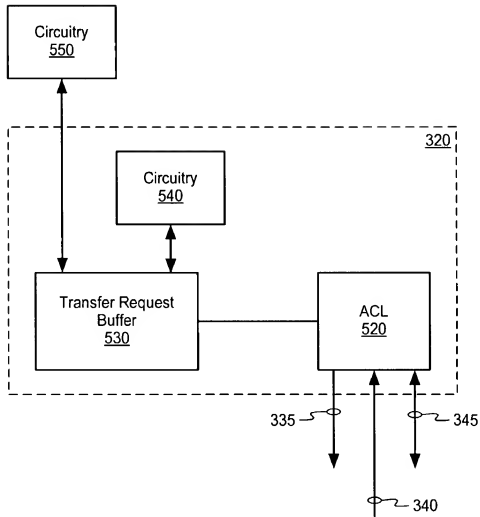 Circuitry
550
320
Circuitry
540
Transfer Request
Buffer
530
ACL
520
335
345
340